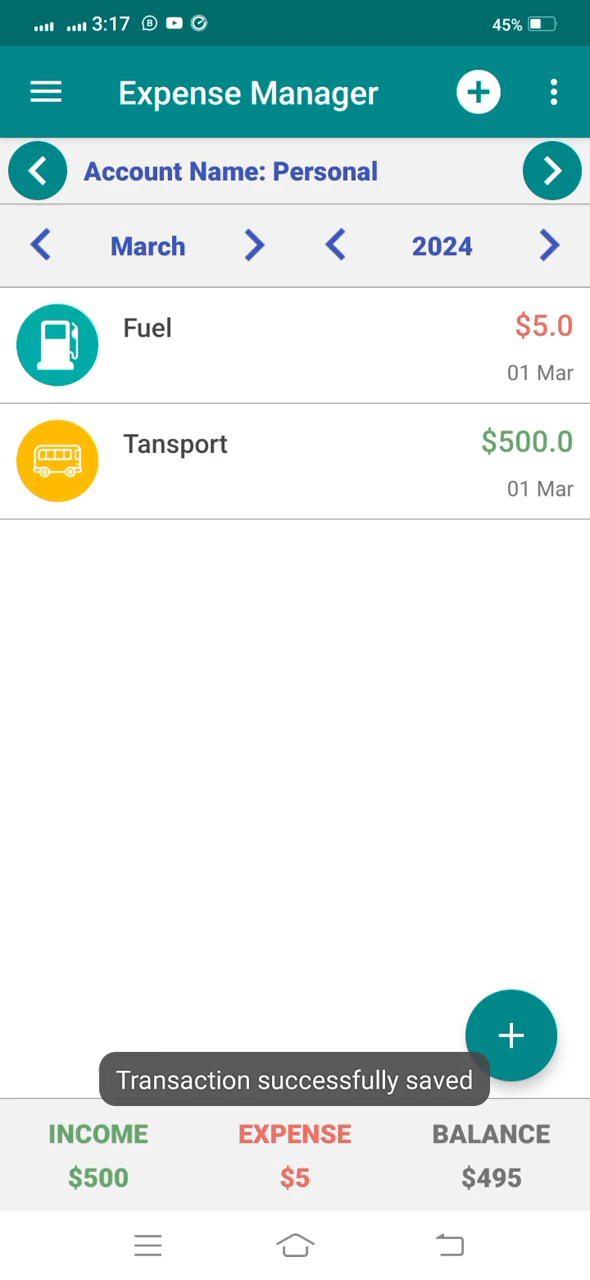 3:17 45%
Expense Manager
Account Name: Personal
March 2024
Fuel $5.0
01 Mar
Tansport $500.0
01 Mar
Transaction successfully saved
INCOME EXPENSE BALANCE
$500 $5 $495